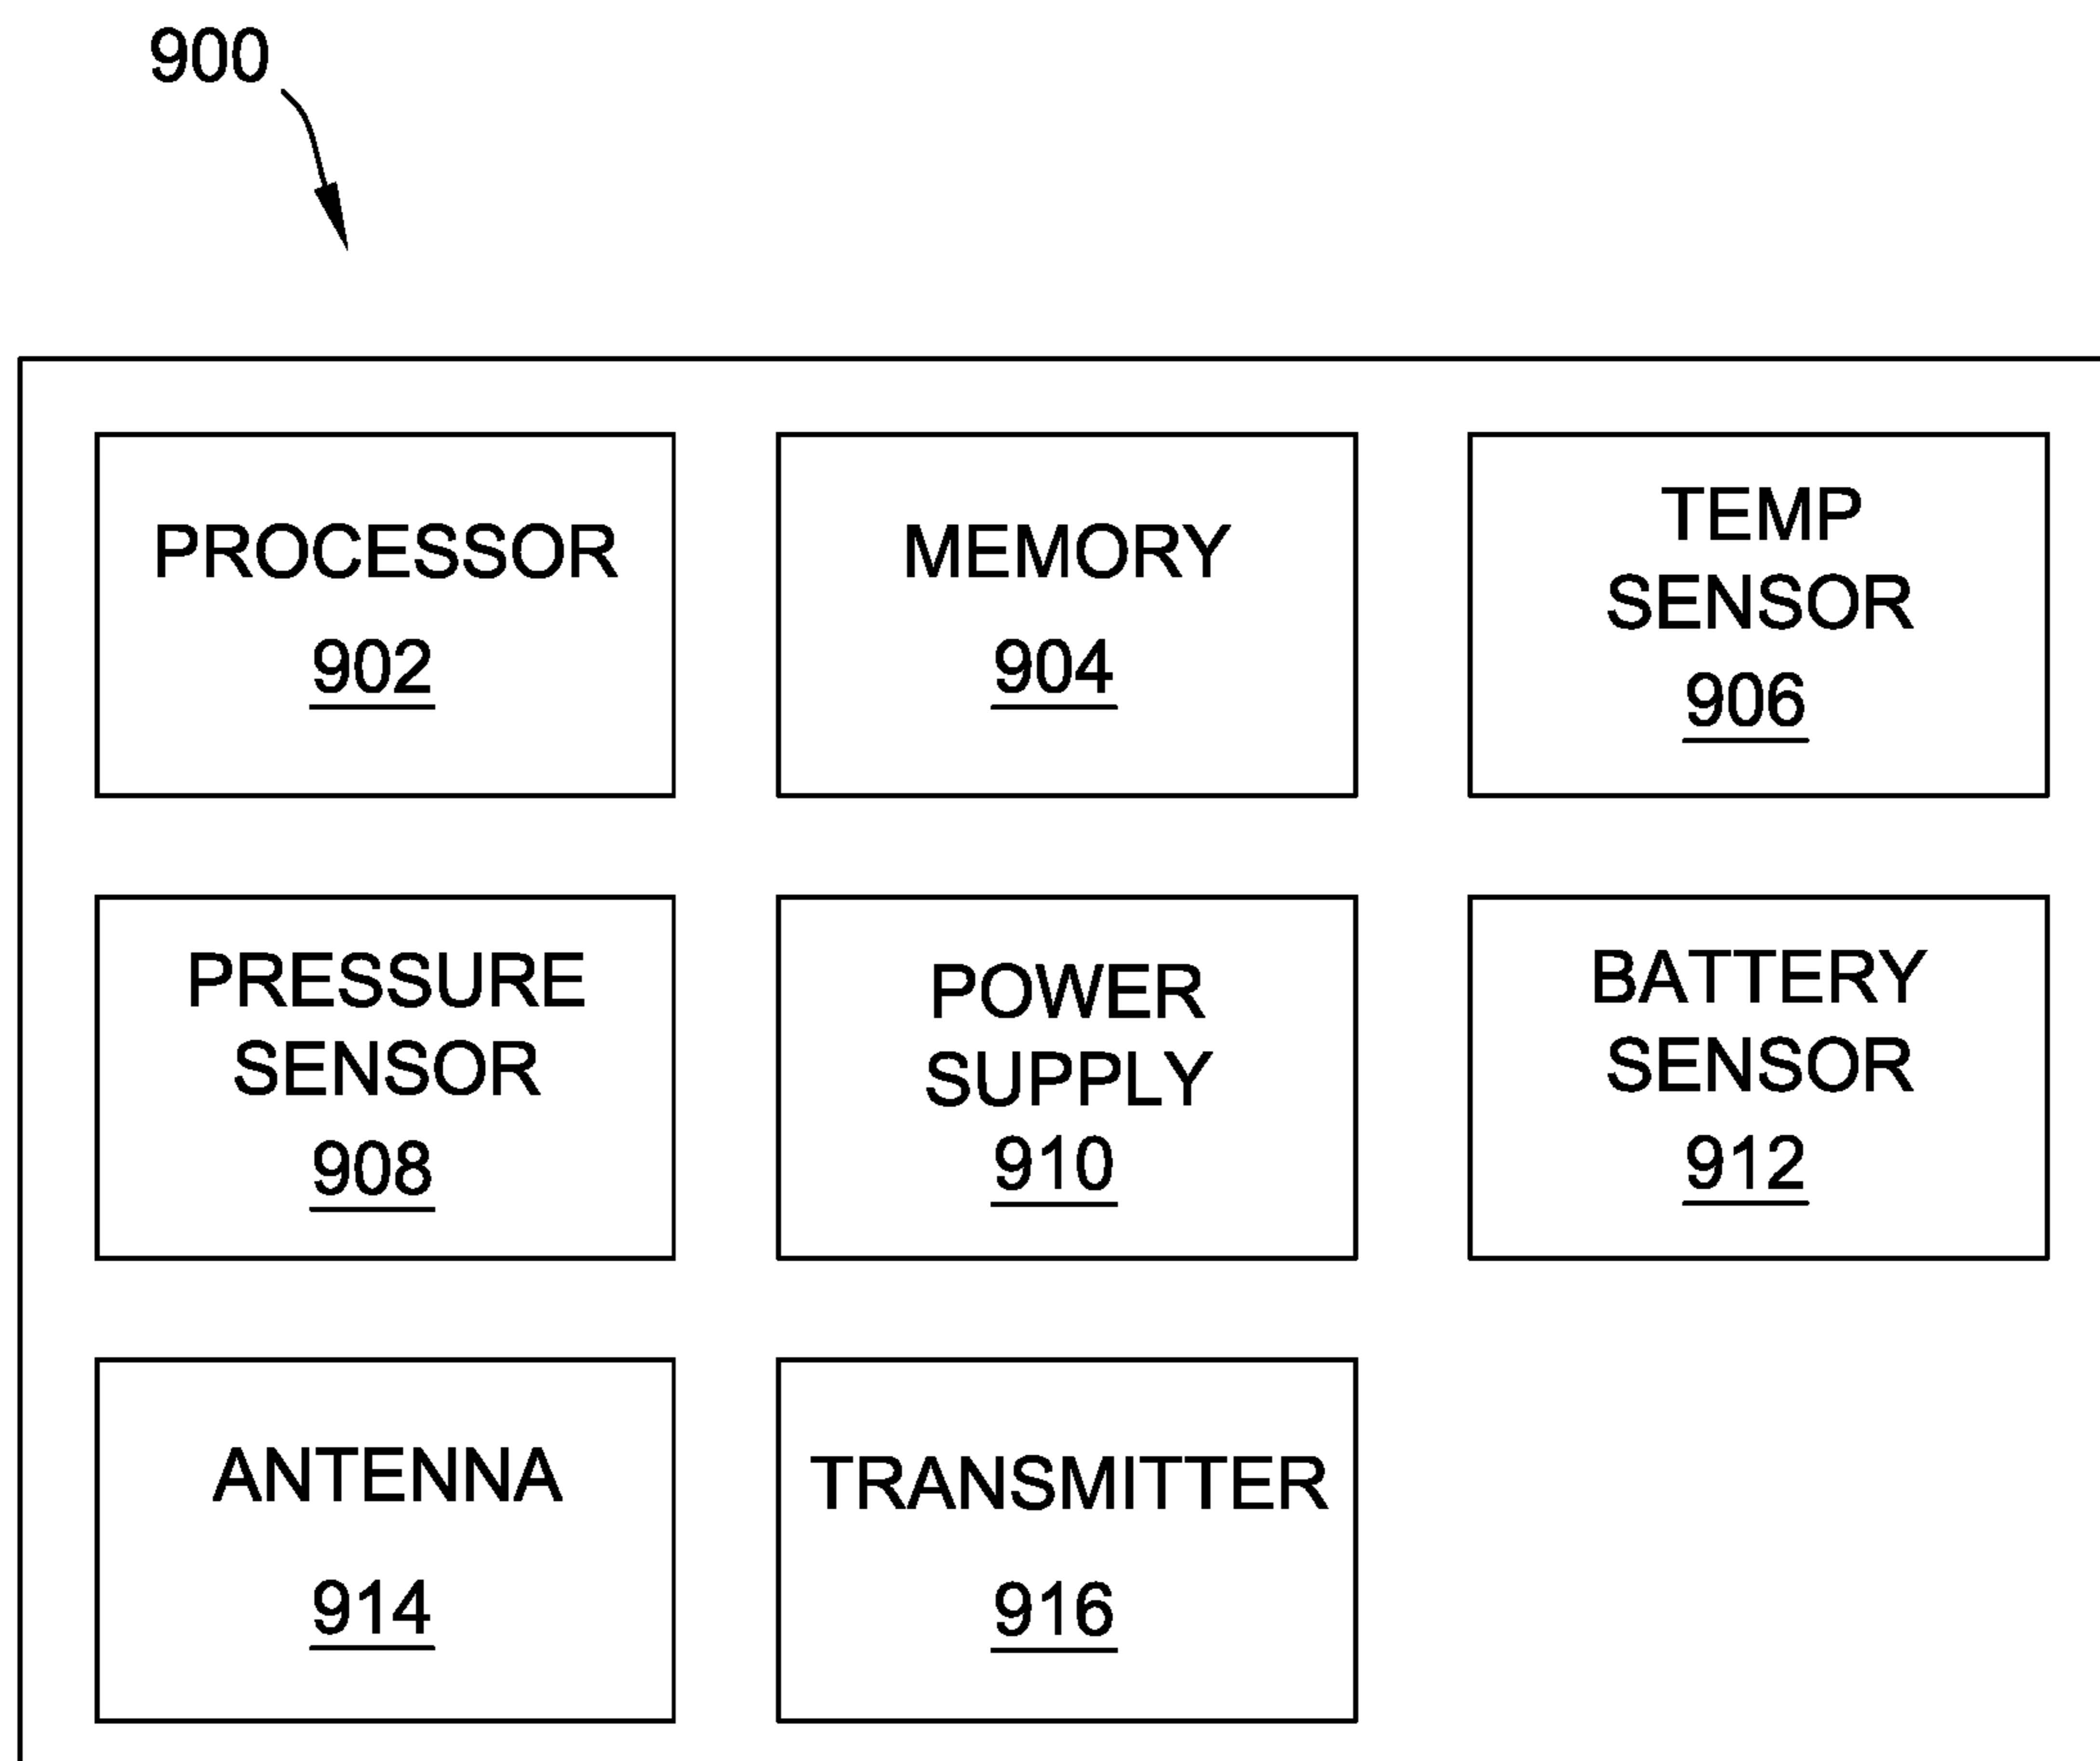 900
PROCESSOR
902
MEMORY
904
TEMP
SENSOR
906
PRESSURE
SENSOR
908
POWER
SUPPLY
910
BATTERY
SENSOR
912
ANTENNA
914
TRANSMITTER
916